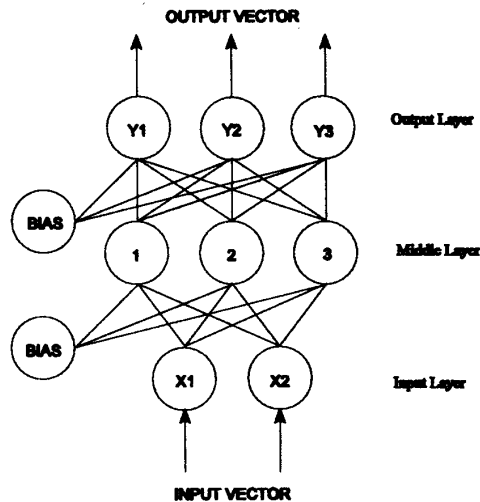 OUTPUT VECTOR
Y1 Y2 Y3 Output Layer
BIAS
1 2 3 Middle Layer
BIAS
X1 X2 Input Layer
INPUT VECTOR